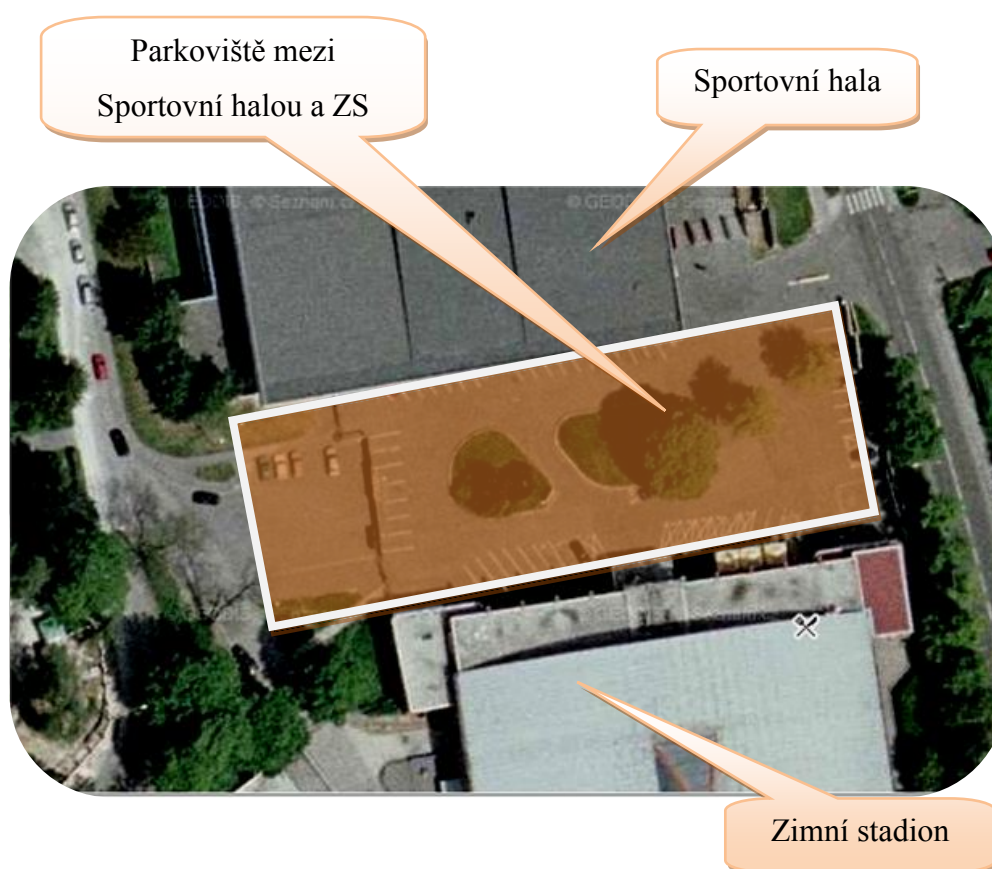 Parkoviště mezi
Sportovní halou a ZS
Sportovní hala
Zimní stadion